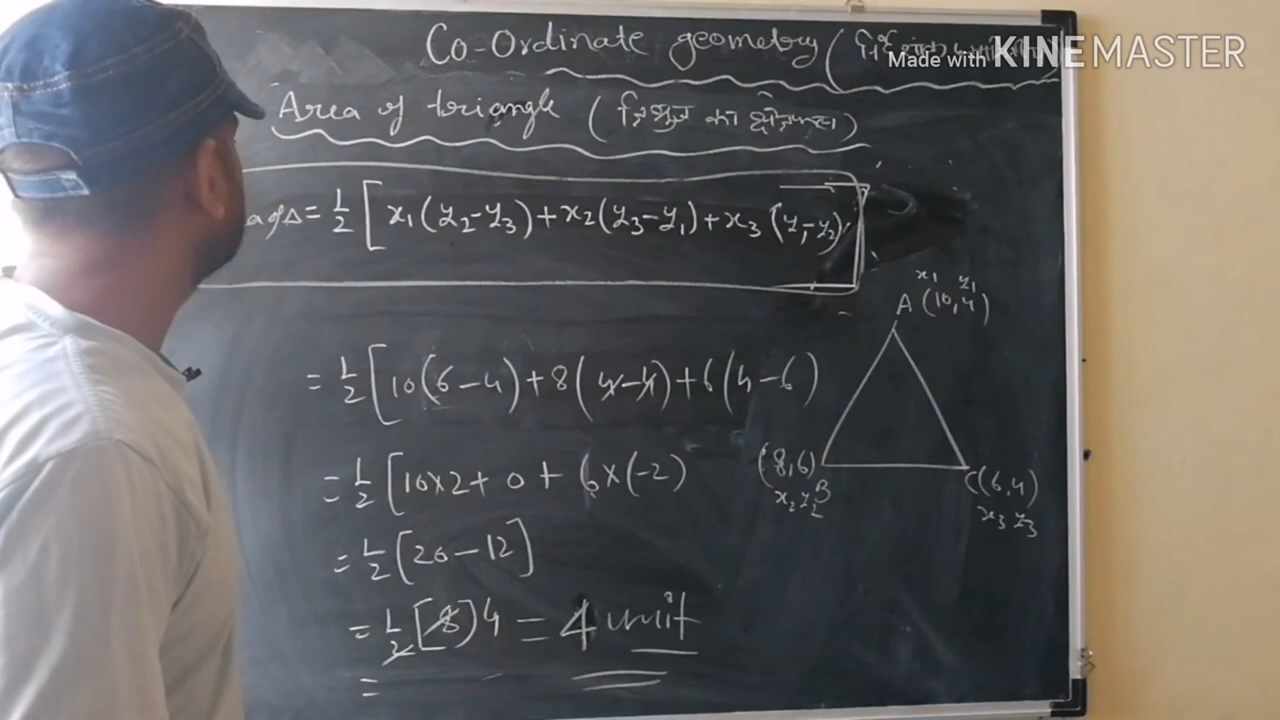 Co-Ordinate geometry (
Made with KINEMASTER
Area of triangle ( त्रिभुज का क्षेत्रफल )
a of Δ = 1/2 [ x₁(y₂-y₃)+x₂(y₃-y₁)+x₃(y₁-y₂)
x₁ y₁
A (10,4)
= 1/2 [10(6-4)+8(4-4)+6(4-6)
= 1/2 [10×2+0+6×(-2)
(8,6)
B
x₂ y₂
C(6,4)
x₃ y₃
= 1/2 [20-12]
= 1/2 [8] 4 = 4 unit
=